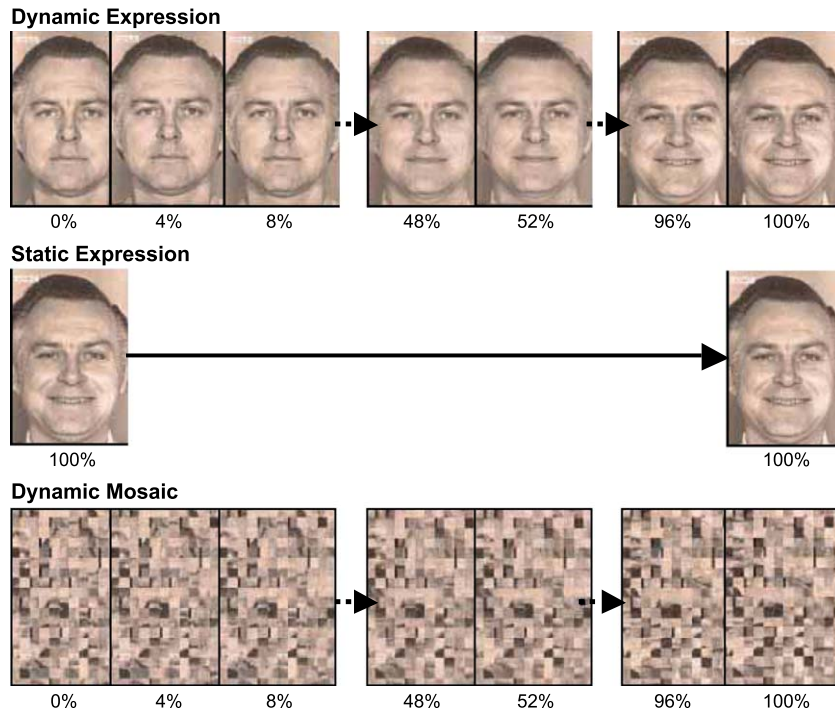 Dynamic Expression
0% 4% 8% 48% 52% 96% 100%
Static Expression
100% 100%
Dynamic Mosaic
0% 4% 8% 48% 52% 96% 100%